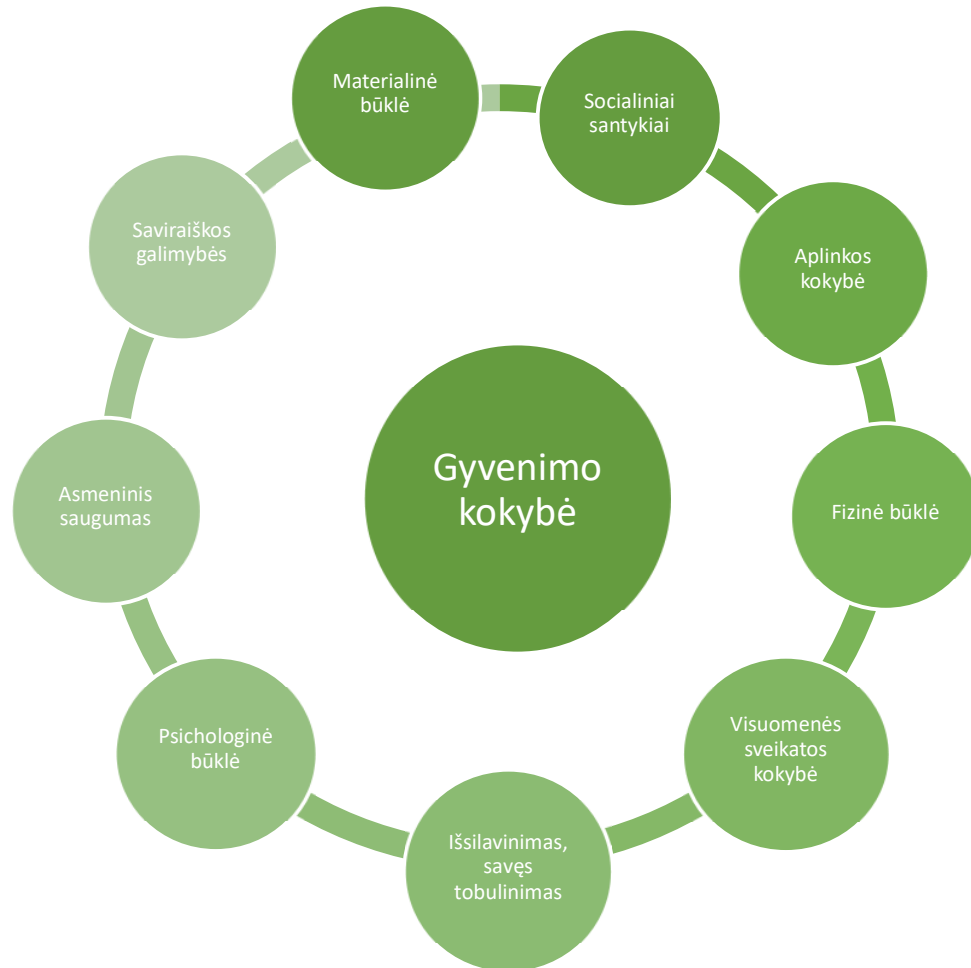 Materialinė
būklė
Socialiniai
santykiai
Aplinkos
kokybė
Fizinė būklė
Visuomenės
sveikatos
kokybė
Išsilavinimas,
savęs
tobulinimas
Psichologinė
būklė
Asmeninis
saugumas
Saviraiškos
galimybės
Gyvenimo
kokybė